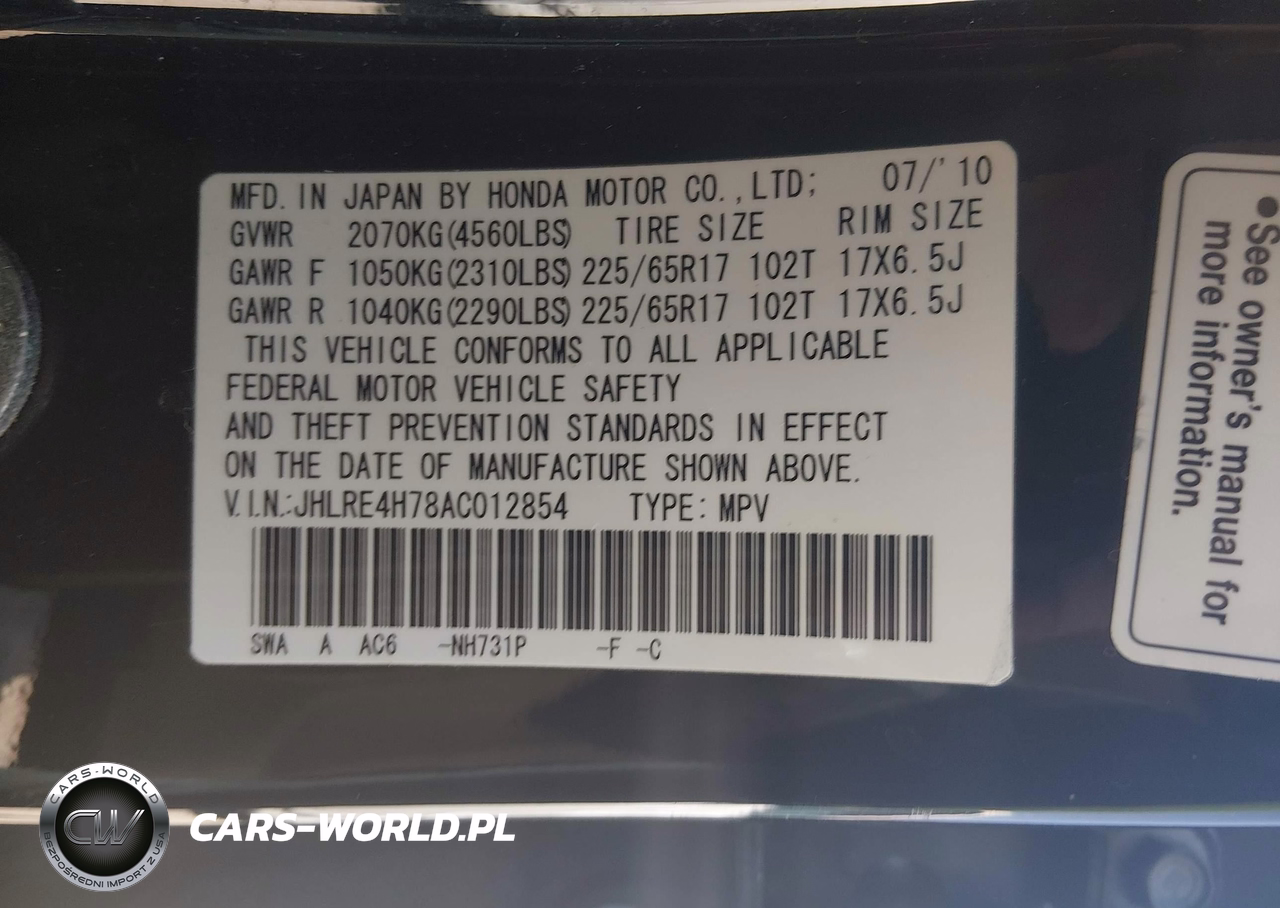 MFD. IN JAPAN BY HONDA MOTOR CO.,LTD; 07/'10
GVWR 2070KG(4560LBS) TIRE SIZE RIM SIZE
GAWR F 1050KG(2310LBS) 225/65R17 102T 17X6.5J
GAWR R 1040KG(2290LBS) 225/65R17 102T 17X6.5J
THIS VEHICLE CONFORMS TO ALL APPLICABLE
FEDERAL MOTOR VEHICLE SAFETY
AND THEFT PREVENTION STANDARDS IN EFFECT
ON THE DATE OF MANUFACTURE SHOWN ABOVE.
V.I.N.:JHLRE4H78AC012854 TYPE: MPV
SWA A AC6 -NH731P -F -C
•See owner's manual for
more information.
CARS-WORLD
CW
BEZPOŚREDNI IMPORT Z USA
CARS-WORLD.PL